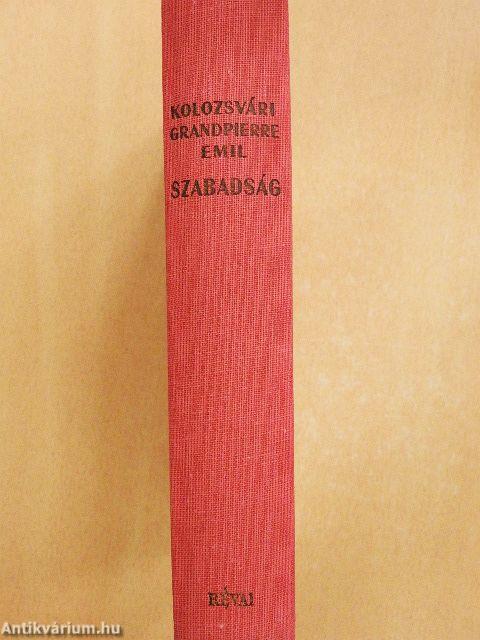 KOLOZSVÁRI
GRANDPIERRE
EMIL
SZABADSÁG
RÉVAI
Antikvárium.hu